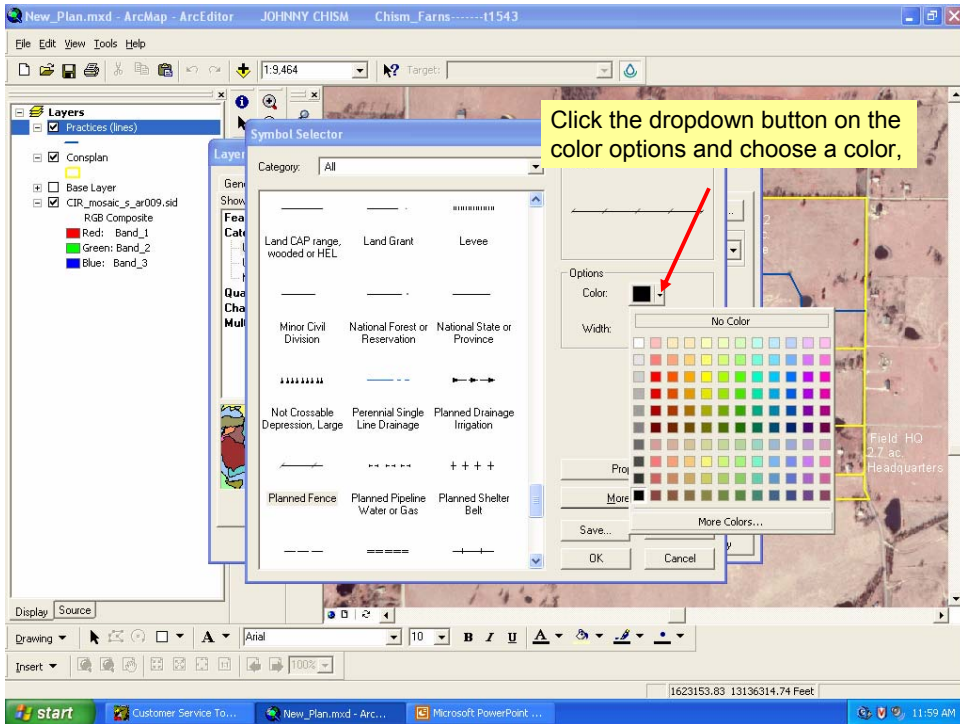 New_Plan.mxd - ArcMap - ArcEditor JOHNNY CHISM Chism_Farns-------t1543
File Edit View Tools Help
1:9,464 Target:
Click the dropdown button on the
color options and choose a color,
Layers
Practices (lines)
Consplan
Base Layer
CIR_mosaic_s_ar009.sid
RGB Composite
Red: Band_1
Green: Band_2
Blue: Band_3
Symbol Selector
Category: All
Land CAP range, wooded or HEL
Land Grant
Levee
Minor Civil Division
National Forest or Reservation
National State or Province
Not Crossable Depression, Large
Perennial Single Line Drainage
Planned Drainage Irrigation
Planned Fence
Planned Pipeline Water or Gas
Planned Shelter Belt
Options
Color:
Width:
No Color
More Colors...
Save...
OK
Cancel
Field HQ
2.7 ac.
Headquarters
Display Source
Drawing A Arial 10 B I U A
Insert 100%
1623153.83 13136314.74 Feet
start Customer Service To... New_Plan.mxd - Arc... Microsoft PowerPoint ... 11:59 AM